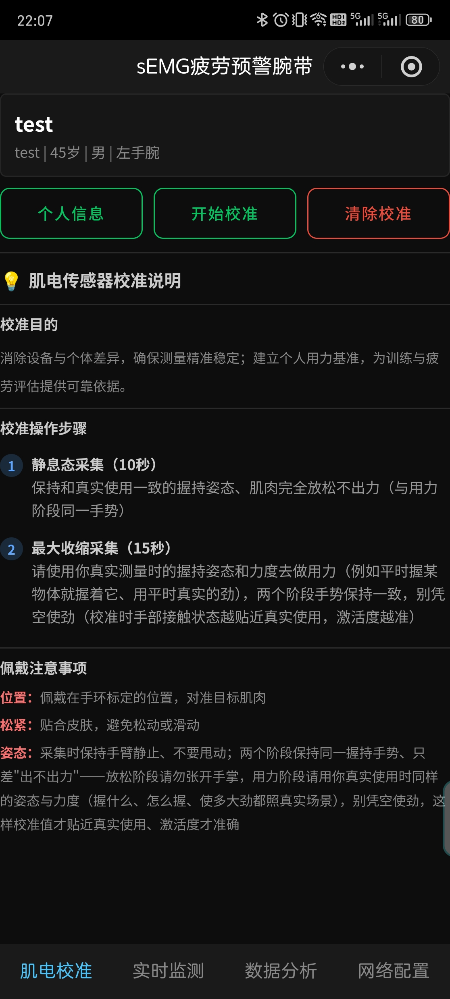 22:07
HD1
HD2
5G
5G
80
sEMG疲劳预警腕带
test
test | 45岁 | 男 | 左手腕
个人信息
开始校准
清除校准
肌电传感器校准说明
校准目的
消除设备与个体差异，确保测量精准稳定；建立个人用力基准，为训练与疲
劳评估提供可靠依据。
校准操作步骤
1
静息态采集（10秒）
保持和真实使用一致的握持姿态、肌肉完全放松不出力（与用力
阶段同一手势）
2
最大收缩采集（15秒）
请使用你真实测量时的握持姿态和力度去做用力（例如平时握某
物体就握着它、用平时真实的劲），两个阶段手势保持一致，别凭
空使劲（校准时手部接触状态越贴近真实使用，激活度越准）
佩戴注意事项
位置：佩戴在手环标定的位置，对准目标肌肉
松紧：贴合皮肤，避免松动或滑动
姿态：采集时保持手臂静止、不要甩动；两个阶段保持同一握持手势、只
差"出不出力"——放松阶段请勿张开手掌，用力阶段请用你真实使用时同样
的姿态与力度（握什么、怎么握、使多大劲都照真实场景），别凭空使劲，这
样校准值才贴近真实使用、激活度才准确
肌电校准
实时监测
数据分析
网络配置